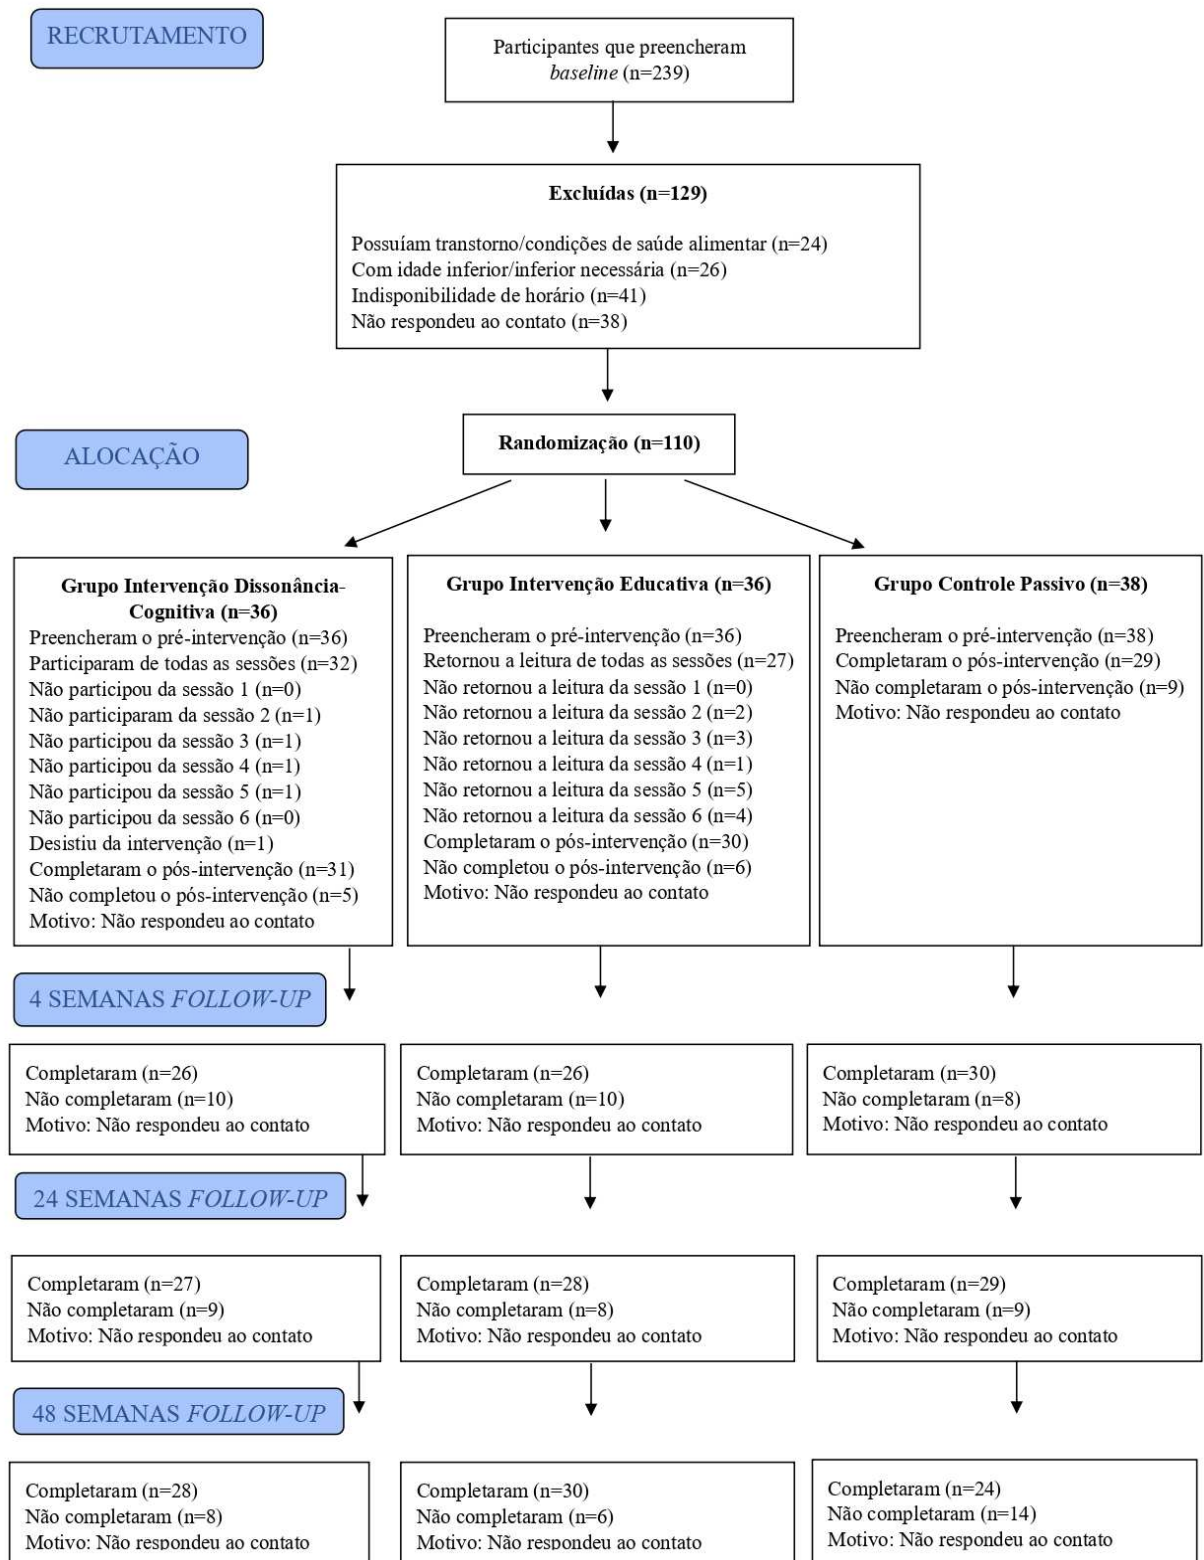 RECRUTAMENTO
Participantes que preencheram
baseline (n=239)
Excluídas (n=129)
Possuíam transtorno/condições de saúde alimentar (n=24)
Com idade inferior/inferior necessária (n=26)
Indisponibilidade de horário (n=41)
Não respondeu ao contato (n=38)
ALOCAÇÃO
Randomização (n=110)
Grupo Intervenção Dissonância-
Cognitiva (n=36)
Preencheram o pré-intervenção (n=36)
Participaram de todas as sessões (n=32)
Não participou da sessão 1 (n=0)
Não participaram da sessão 2 (n=1)
Não participou da sessão 3 (n=1)
Não participou da sessão 4 (n=1)
Não participou da sessão 5 (n=1)
Não participou da sessão 6 (n=0)
Desistiu da intervenção (n=1)
Completaram o pós-intervenção (n=31)
Não completou o pós-intervenção (n=5)
Motivo: Não respondeu ao contato
Grupo Intervenção Educativa (n=36)
Preencheram o pré-intervenção (n=36)
Retornou a leitura de todas as sessões (n=27)
Não retornou a leitura da sessão 1 (n=0)
Não retornou a leitura da sessão 2 (n=2)
Não retornou a leitura da sessão 3 (n=3)
Não retornou a leitura da sessão 4 (n=1)
Não retornou a leitura da sessão 5 (n=5)
Não retornou a leitura da sessão 6 (n=4)
Completaram o pós-intervenção (n=30)
Não completou o pós-intervenção (n=6)
Motivo: Não respondeu ao contato
Grupo Controle Passivo (n=38)
Preencheram o pré-intervenção (n=38)
Completaram o pós-intervenção (n=29)
Não completaram o pós-intervenção (n=9)
Motivo: Não respondeu ao contato
4 SEMANAS FOLLOW-UP
Completaram (n=26)
Não completaram (n=10)
Motivo: Não respondeu ao contato
Completaram (n=26)
Não completaram (n=10)
Motivo: Não respondeu ao contato
Completaram (n=30)
Não completaram (n=8)
Motivo: Não respondeu ao contato
24 SEMANAS FOLLOW-UP
Completaram (n=27)
Não completaram (n=9)
Motivo: Não respondeu ao contato
Completaram (n=28)
Não completaram (n=8)
Motivo: Não respondeu ao contato
Completaram (n=29)
Não completaram (n=9)
Motivo: Não respondeu ao contato
48 SEMANAS FOLLOW-UP
Completaram (n=28)
Não completaram (n=8)
Motivo: Não respondeu ao contato
Completaram (n=30)
Não completaram (n=6)
Motivo: Não respondeu ao contato
Completaram (n=24)
Não completaram (n=14)
Motivo: Não respondeu ao contato